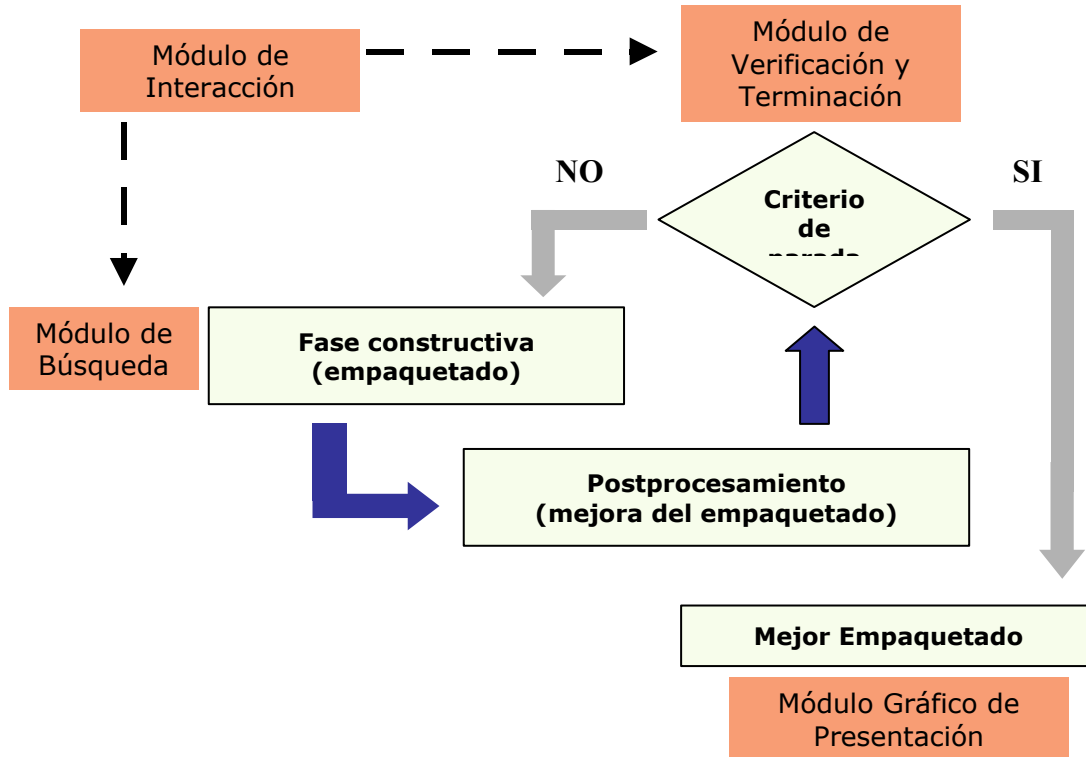 Módulo de
Interacción
Módulo de
Verificación y
Terminación
NO
SI
Criterio
de
Módulo de
Búsqueda
Fase constructiva
(empaquetado)
Postprocesamiento
(mejora del empaquetado)
Mejor Empaquetado
Módulo Gráfico de
Presentación